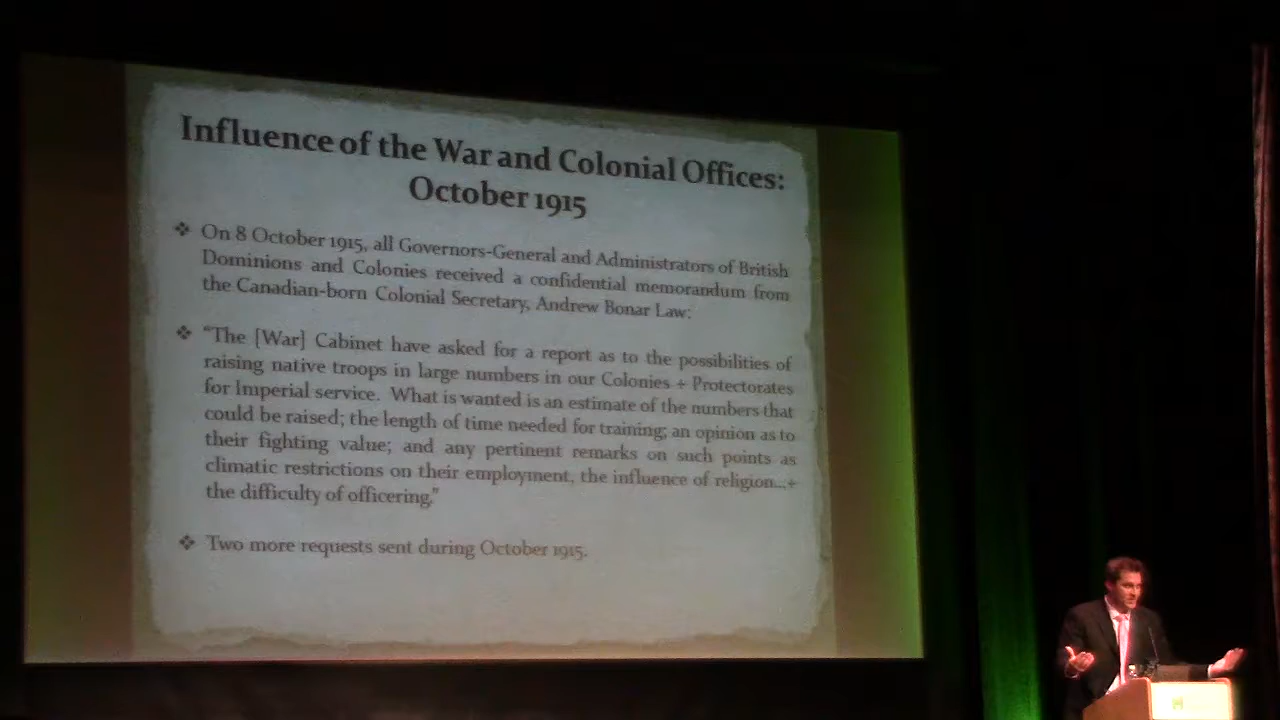 Influence of the War and Colonial Offices:
October 1915
❖ On 8 October 1915, all Governors-General and Administrators of British
Dominions and Colonies received a confidential memorandum from
the Canadian-born Colonial Secretary, Andrew Bonar Law:
❖ "The [War] Cabinet have asked for a report as to the possibilities of
raising native troops in large numbers in our Colonies + Protectorates
for Imperial service. What is wanted is an estimate of the numbers that
could be raised; the length of time needed for training; an opinion as to
their fighting value; and any pertinent remarks on such points as
climatic restrictions on their employment, the influence of religion...+
the difficulty of officering."
❖ Two more requests sent during October 1915.